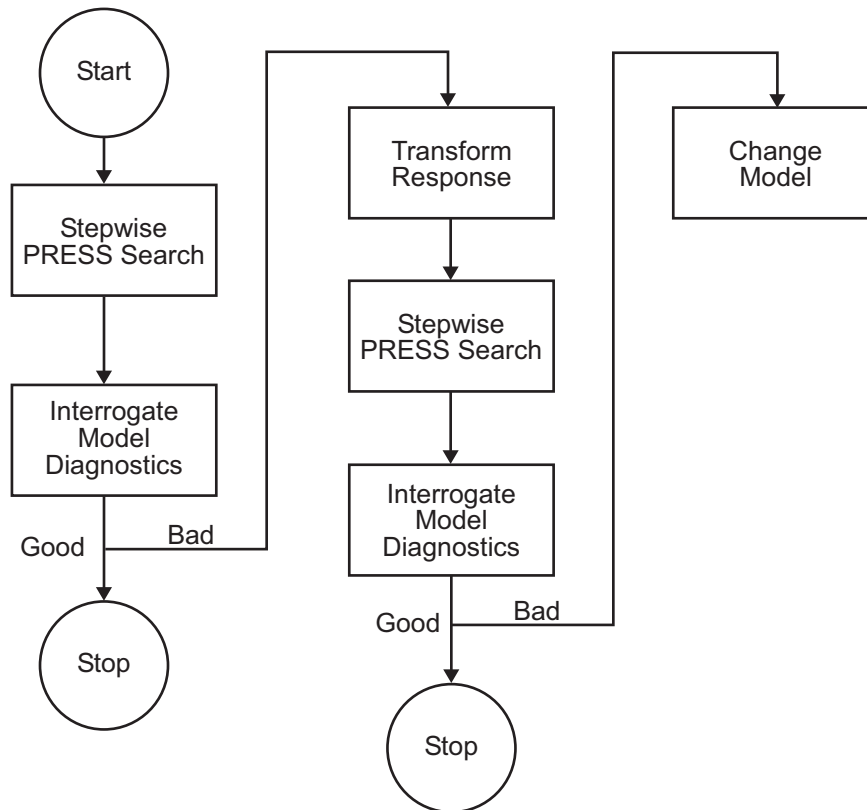 Start
Stepwise
PRESS Search
Interrogate
Model
Diagnostics
Good
Bad
Stop
Transform
Response
Stepwise
PRESS Search
Interrogate
Model
Diagnostics
Good
Bad
Stop
Change
Model